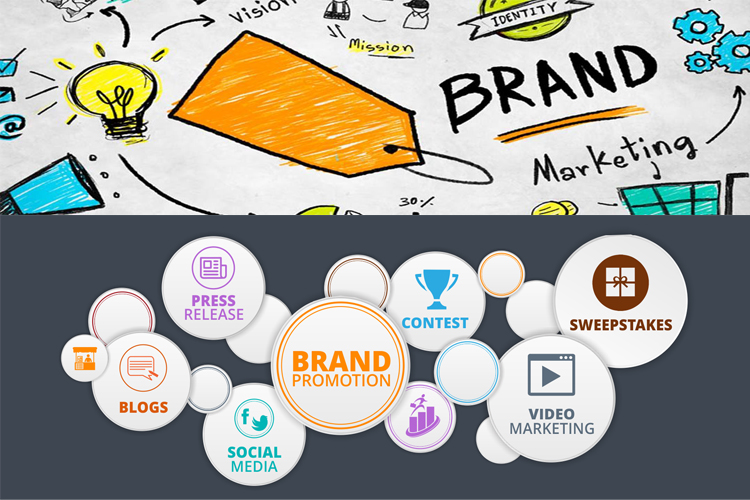 Vision
Mission
IDENTITY
BRAND
Marketing
30%
@
PRESS
RELEASE
CONTEST
SWEEPSTAKES
BRAND
PROMOTION
BLOGS
VIDEO
MARKETING
SOCIAL
MEDIA